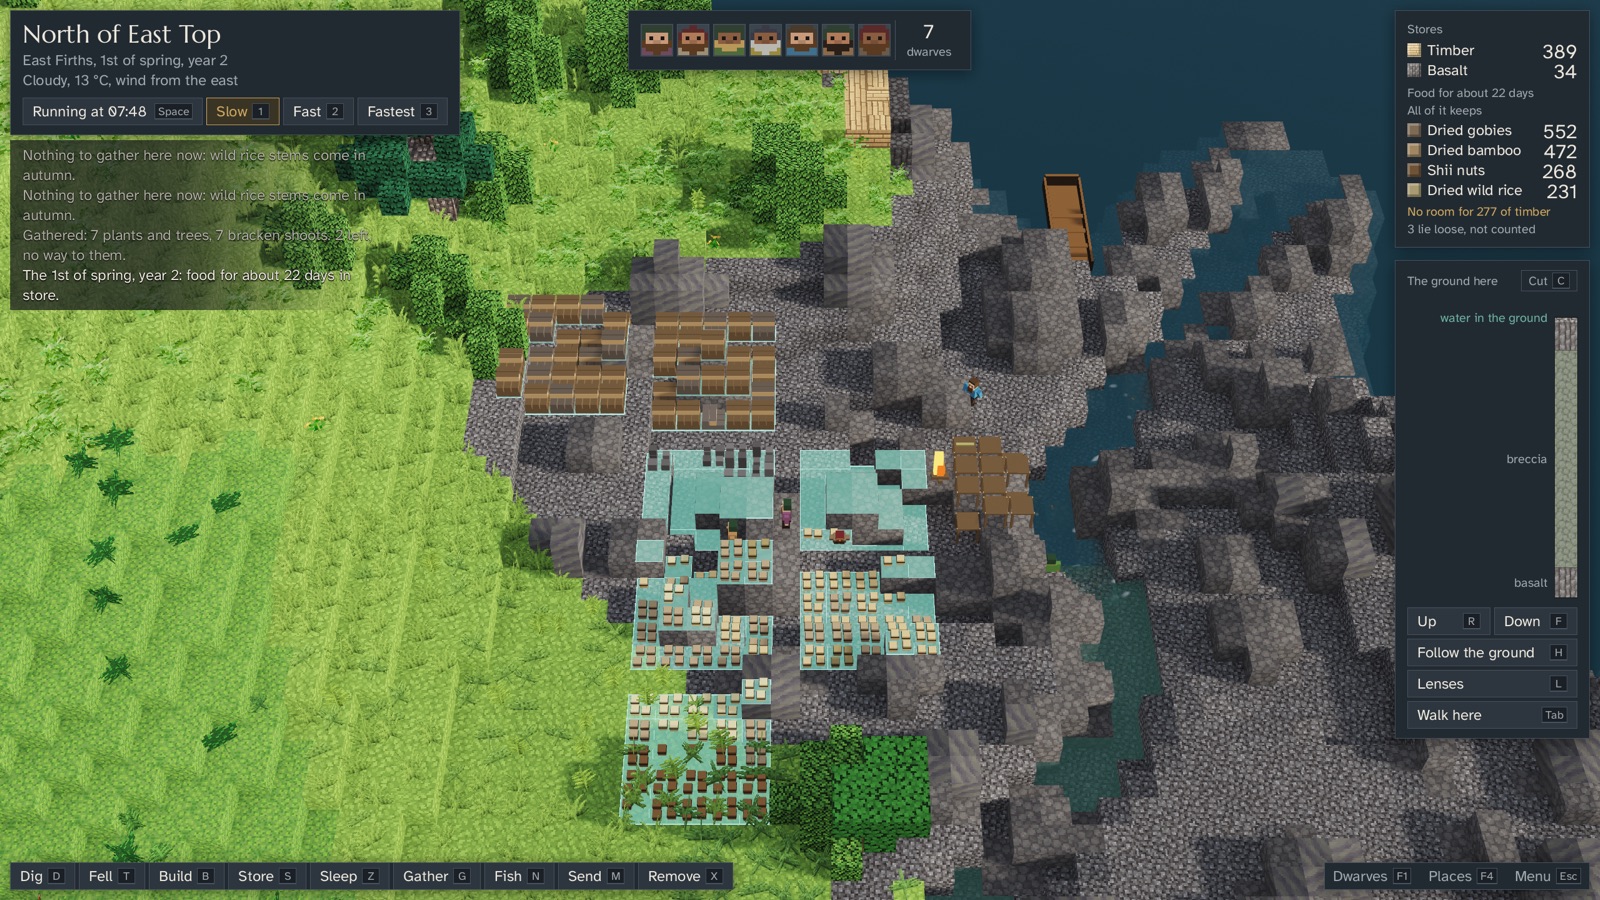 North of East Top
East Firths, 1st of spring, year 2
Cloudy, 13 °C, wind from the east
Running at 07:48 Space
Slow 1
Fast 2
Fastest 3
Nothing to gather here now: wild rice stems come in
autumn.
Nothing to gather here now: wild rice stems come in
autumn.
Gathered: 7 plants and trees, 7 bracken shoots. 2 left:
no way to them.
The 1st of spring, year 2: food for about 22 days in
store.
7
dwarves
Stores
Timber 389
Basalt 34
Food for about 22 days
All of it keeps
Dried gobies 552
Dried bamboo 472
Shii nuts 268
Dried wild rice 231
No room for 277 of timber
3 lie loose, not counted
The ground here
Cut C
water in the ground
breccia
basalt
Up R
Down F
Follow the ground H
Lenses L
Walk here Tab
Dig D
Fell T
Build B
Store S
Sleep Z
Gather G
Fish N
Send M
Remove X
Dwarves F1
Places F4
Menu Esc